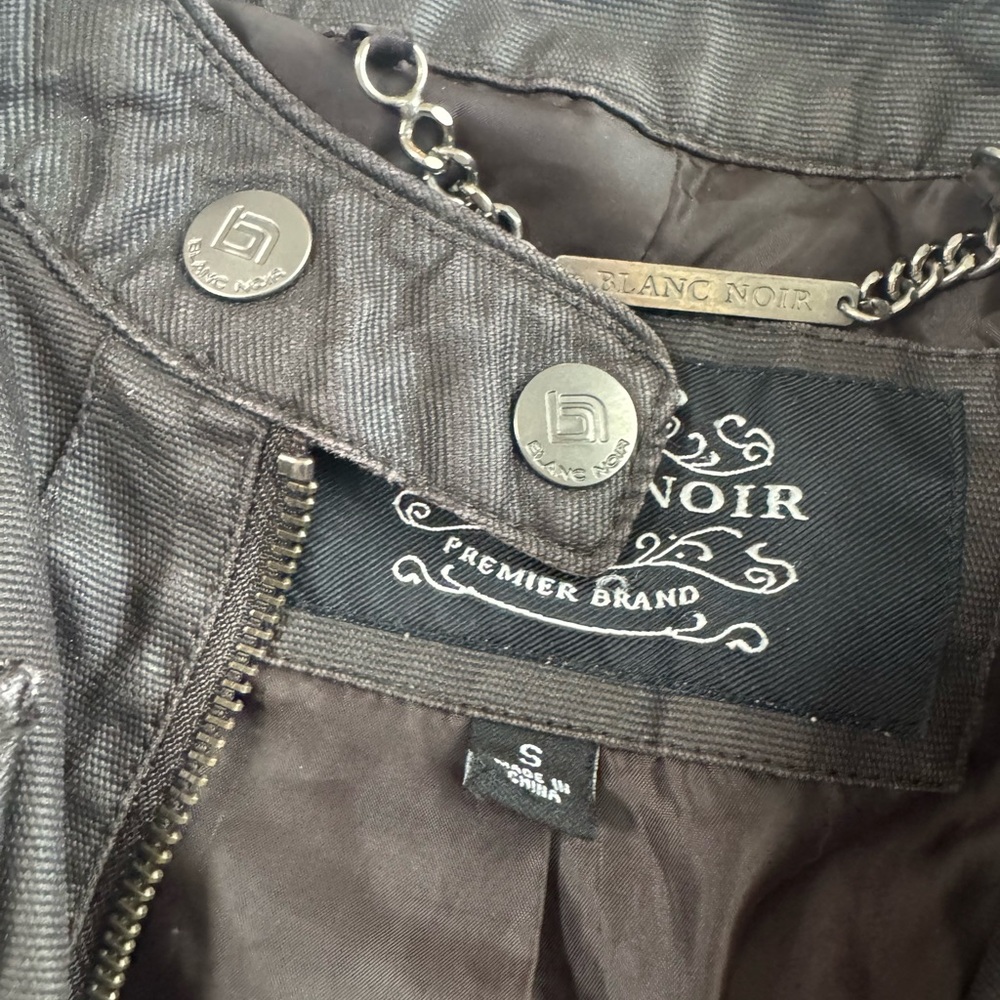 BLANC NOIR
BLANC NOIR
BLANC NOIR
NOIR
PREMIER BRAND
S
MADE IN
CHINA